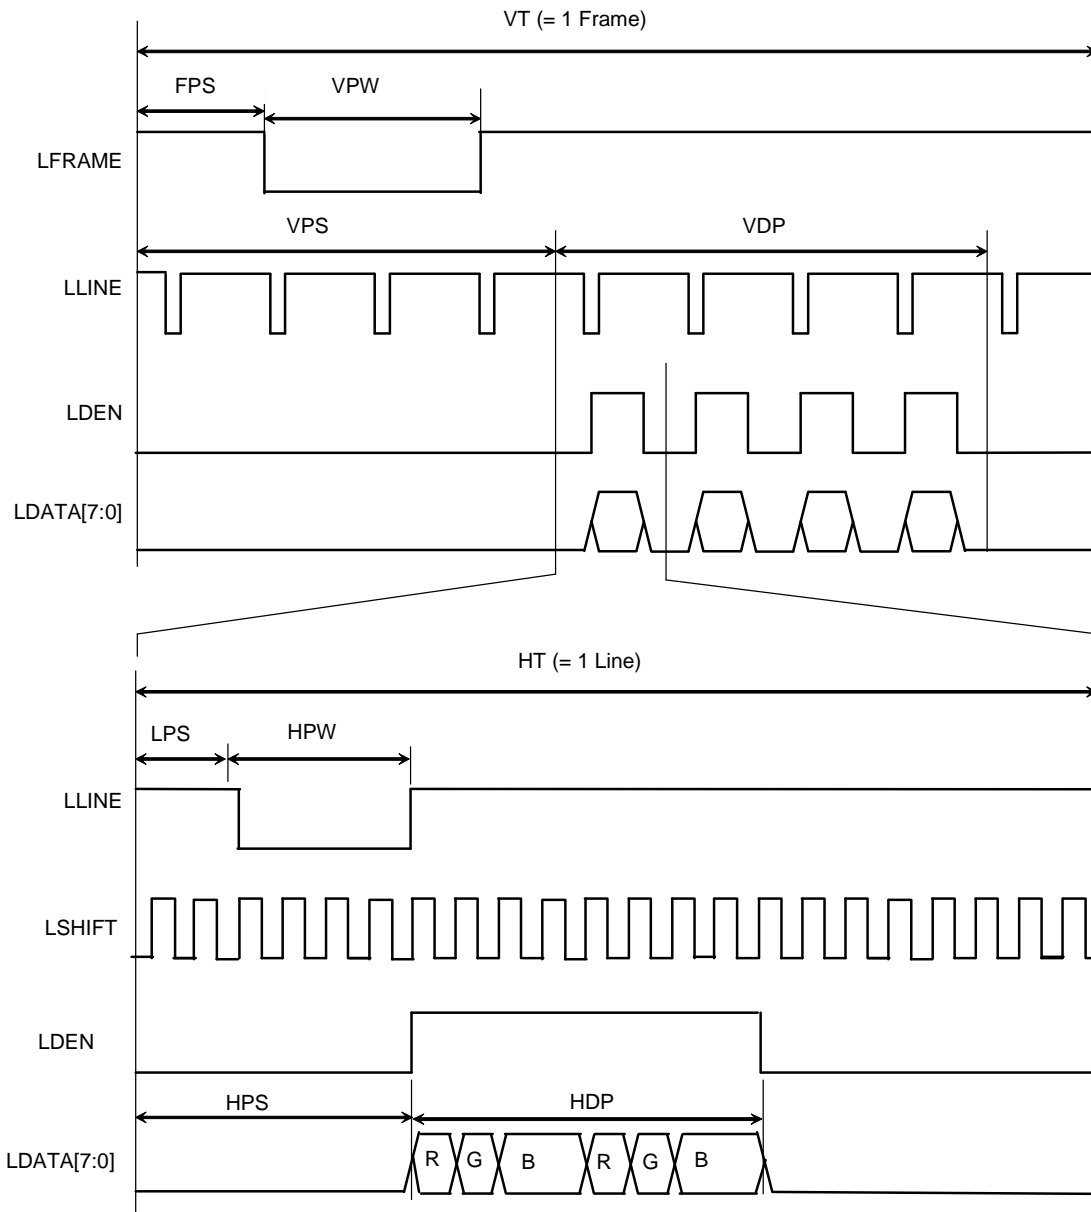 VT (= 1 Frame)
FPS
VPW
LFRAME
VPS
VDP
LLINE
LDEN
LDATA[7:0]
HT (= 1 Line)
LPS
HPW
LLINE
LSHIFT
LDEN
HPS
HDP
LDATA[7:0]
R G B R G B